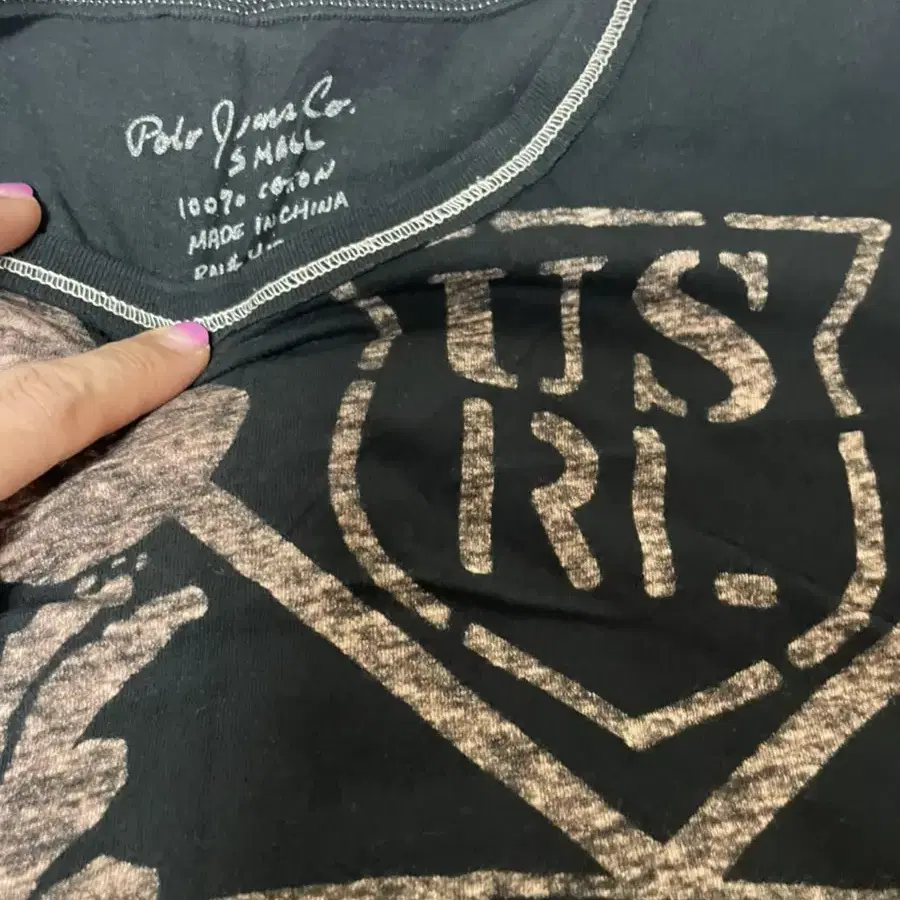 Polo Jeans Co.
SMALL
100% COTON
MADE IN CHINA
US
RL